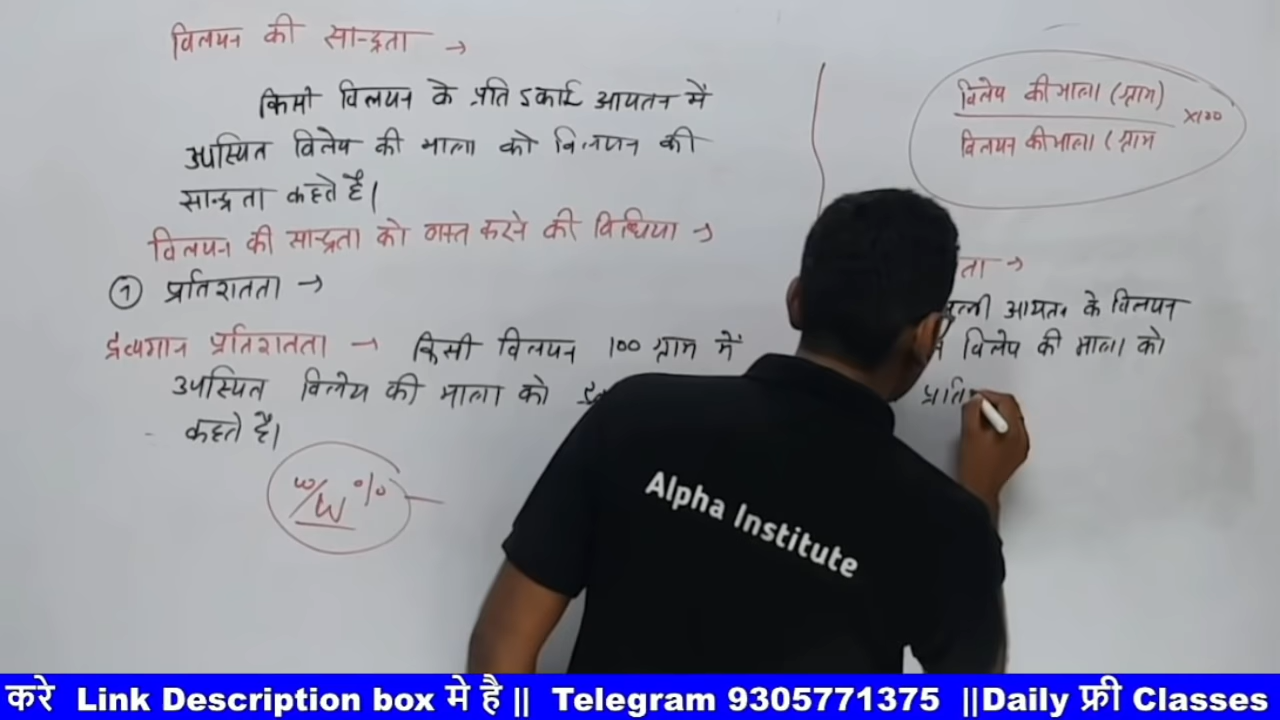 विलयन की सान्द्रता →
किसी विलयन के प्रति इकाई आयतन में
उपस्थित विलेय की मात्रा को विलयन की
सान्द्रता कहते है।
विलयन की सान्द्रता को व्यक्त करने की विधिया →
① प्रतिशतता →
द्रव्यमान प्रतिशतता → किसी विलयन 100 ग्राम में
उपस्थित विलेय की मात्रा को
कहते है।
w/W %
विलेय की मात्रा (ग्राम)
विलयन की मात्रा (ग्राम
×100
ता →
आयतन के विलयन
विलेय की मात्रा को
Alpha Institute
करे Link Description box मे है || Telegram 9305771375 ||Daily फ्री Classes